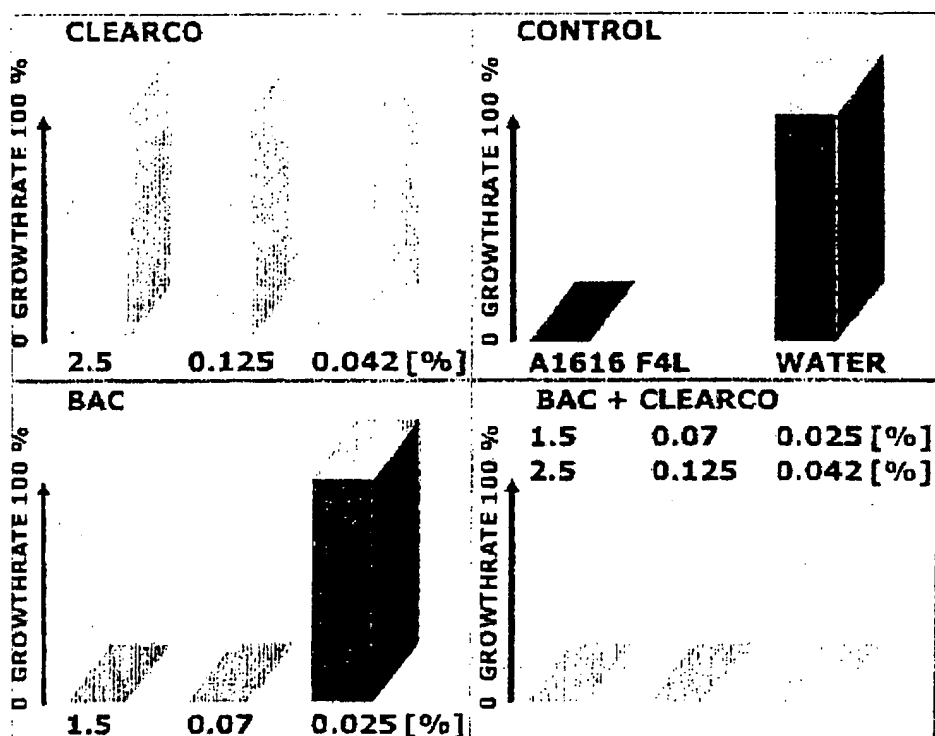 CLEARCO
0 GROWTHRATE 100 %
2.5 0.125 0.042 [%]
CONTROL
0 GROWTHRATE 100 %
A1616 F4L WATER
BAC
0 GROWTHRATE 100 %
1.5 0.07 0.025 [%]
BAC + CLEARCO
1.5 0.07 0.025 [%]
2.5 0.125 0.042 [%]
0 GROWTHRATE 100 %